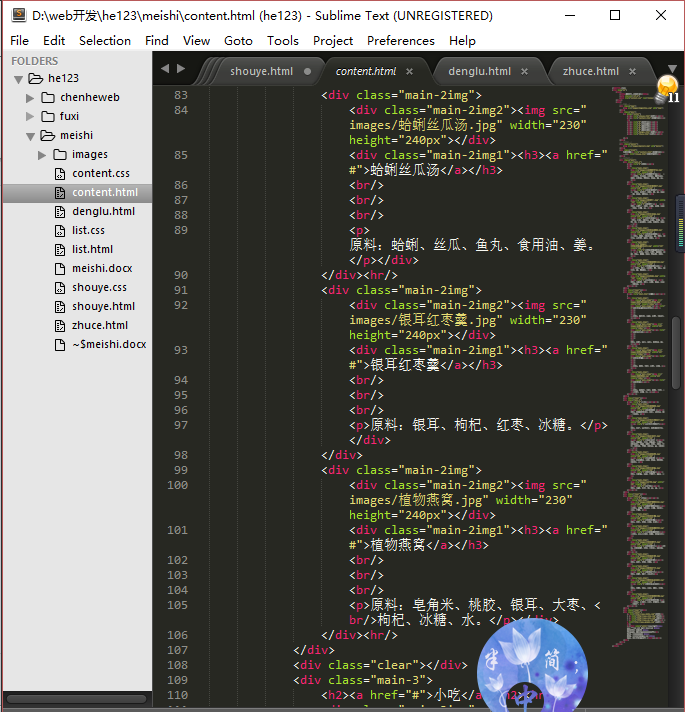 D:\web开发\he123\meishi\content.html (he123) - Sublime Text (UNREGISTERED)
File Edit Selection Find View Goto Tools Project Preferences Help
FOLDERS
he123
chenheweb
fuxi
meishi
images
content.css
content.html
denglu.html
list.css
list.html
meishi.docx
shouye.css
shouye.html
zhuce.html
~$meishi.docx
shouye.html content.html × denglu.html × zhuce.html ×
83 <div class="main-2img">
84 <div class="main-2img2"><img src="
images/蛤蜊丝瓜汤.jpg" width="230"
height="240px"></div>
85 <div class="main-2img1"><h3><a href="
#">蛤蜊丝瓜汤</a></h3>
86 <br/>
87 <br/>
88 <br/>
89 <p>
原料：蛤蜊、丝瓜、鱼丸、食用油、姜。
</p></div>
90 </div><hr/>
91 <div class="main-2img">
92 <div class="main-2img2"><img src="
images/银耳红枣羹.jpg" width="230"
height="240px"></div>
93 <div class="main-2img1"><h3><a href="
#">银耳红枣羹</a></h3>
94 <br/>
95 <br/>
96 <br/>
97 <p>原料：银耳、枸杞、红枣、冰糖。</p>
</div>
98 </div>
99 <div class="main-2img">
100 <div class="main-2img2"><img src="
images/植物燕窝.jpg" width="230"
height="240px"></div>
101 <div class="main-2img1"><h3><a href="
#">植物燕窝</a></h3>
102 <br/>
103 <br/>
104 <br/>
105 <p>原料：皂角米、桃胶、银耳、大枣、<
br/>枸杞、冰糖、水。</p></div>
106 </div><hr/>
107 </div>
108 <div class="clear"></div>
109 <div class="main-3">
110 <h2><a href="#">小吃</a></h2><hr
半 简
中